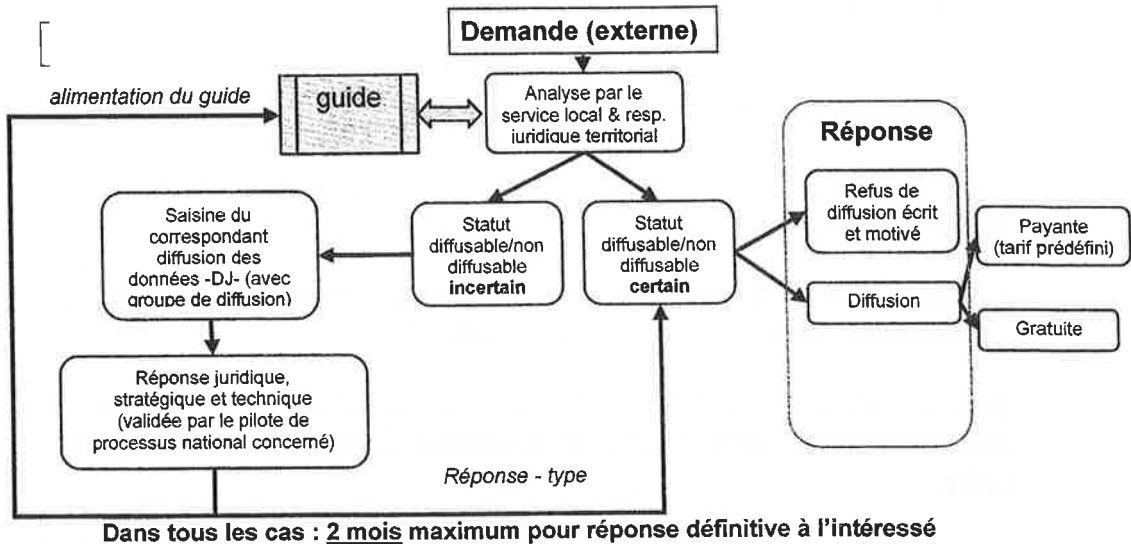 Demande (externe)
alimentation du guide
guide
Analyse par le
service local & resp.
juridique territorial
Réponse
Saisine du
correspondant
diffusion des
données -DJ- (avec
groupe de diffusion)
Statut
diffusable/non
diffusable
incertain
Statut
diffusable/non
diffusable
certain
Refus de
diffusion écrit
et motivé
Payante
(tarif prédéfini)
Diffusion
Gratuite
Réponse juridique,
stratégique et technique
(validée par le pilote de
processus national concerné)
Réponse - type
Dans tous les cas : 2 mois maximum pour réponse définitive à l'intéressé